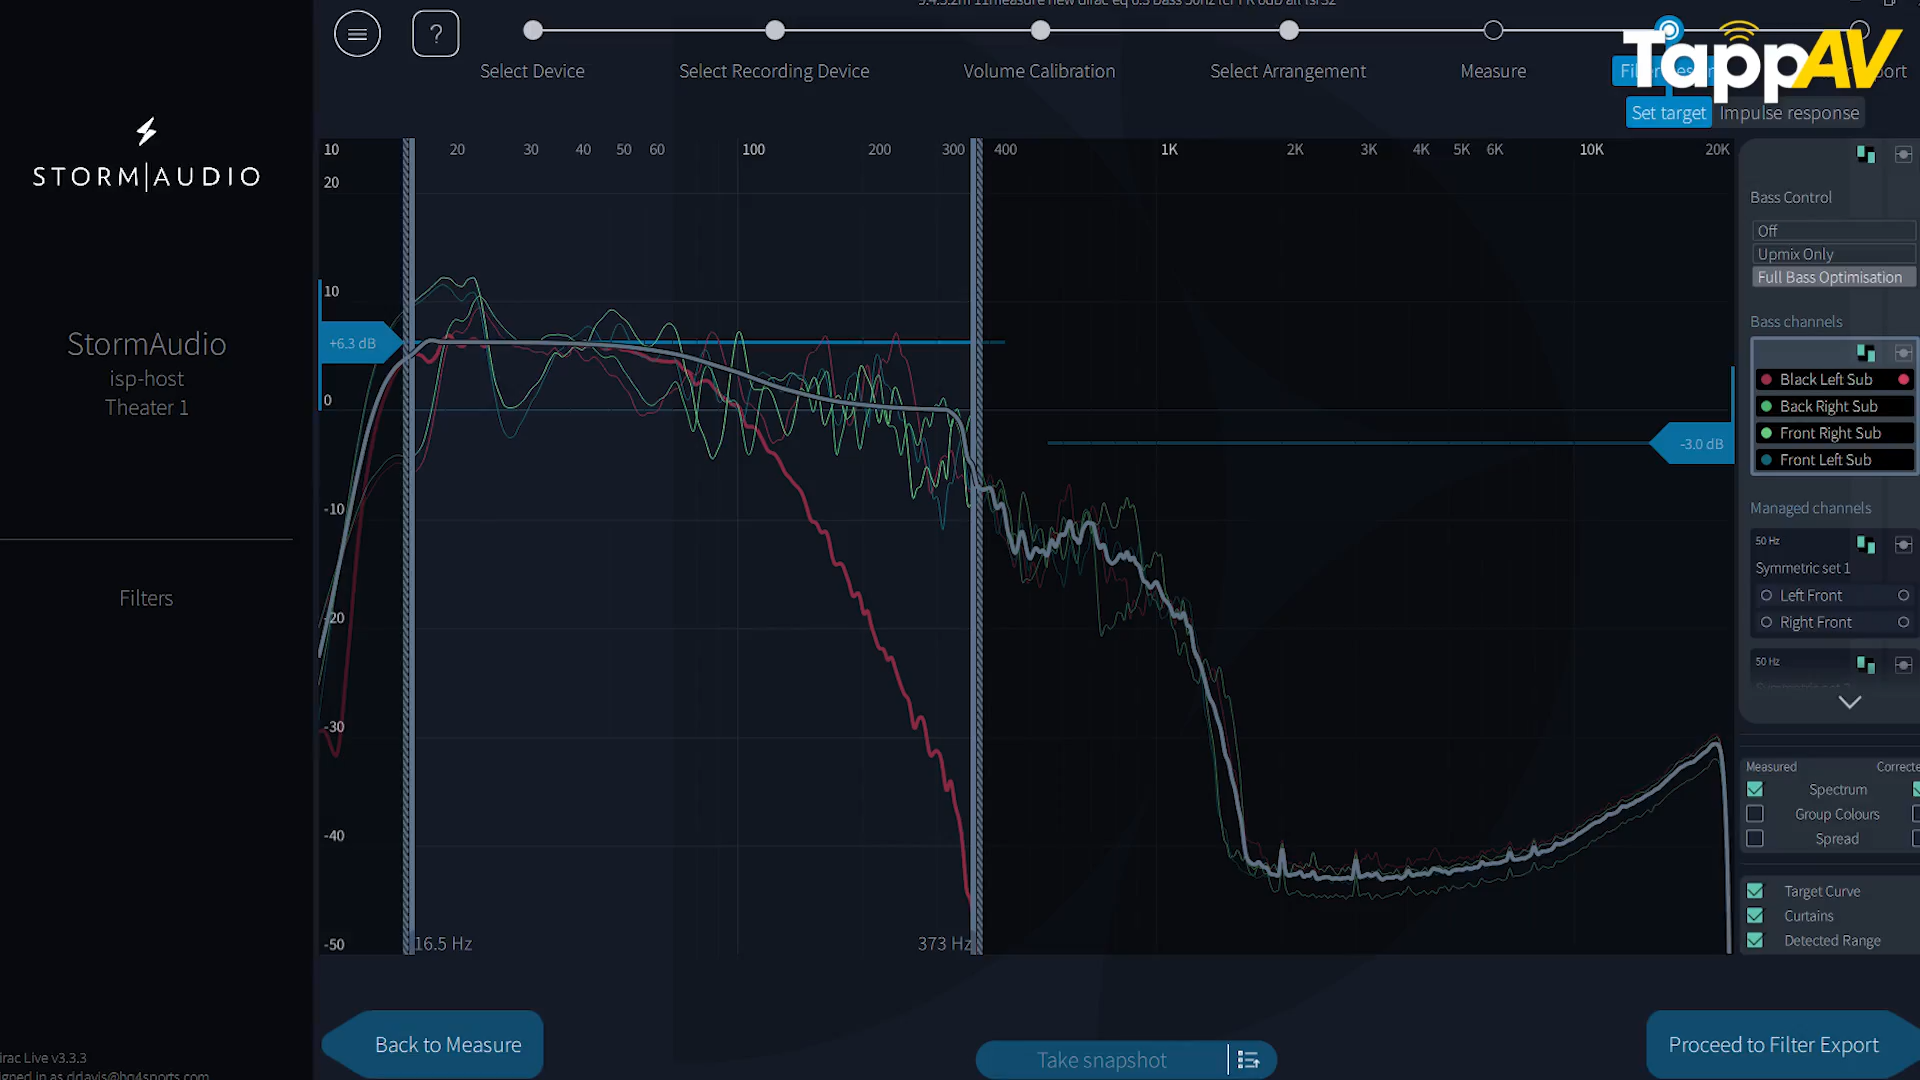 ?
Select Device
Select Recording Device
Volume Calibration
Select Arrangement
Measure
TappAV
Set target
Impulse response
STORM|AUDIO
StormAudio
isp-host
Theater 1
Filters
10
20
30
40
50
60
100
200
300
400
1K
2K
3K
4K
5K
6K
10K
20K
20
10
+6.3 dB
0
-10
-20
-30
-40
-50
-3.0 dB
16.5 Hz
373 Hz
Bass Control
Off
Upmix Only
Full Bass Optimisation
Bass channels
Black Left Sub
Back Right Sub
Front Right Sub
Front Left Sub
Managed channels
50 Hz
Symmetric set 1
Left Front
Right Front
50 Hz
Measured
Correcte
Spectrum
Group Colours
Spread
Target Curve
Curtains
Detected Range
Back to Measure
Take snapshot
Proceed to Filter Export
irac Live v3.3.3